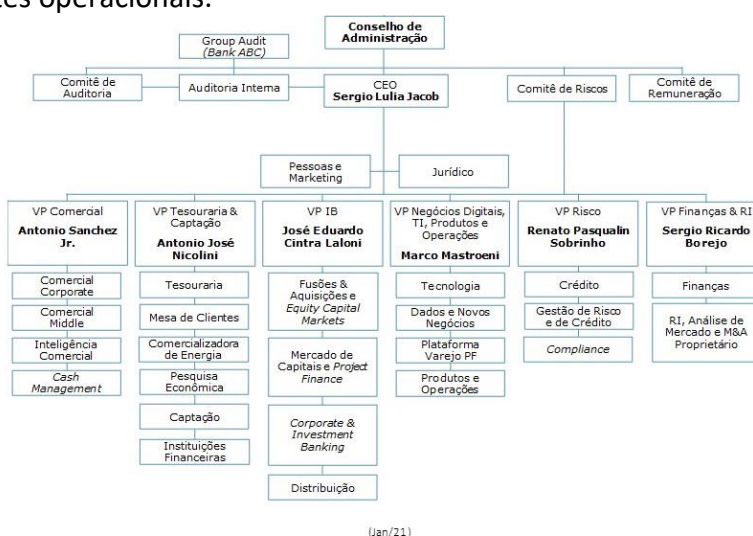 tes operacionais.
Conselho de
Administração
Group Audit
(Bank ABC)
Comitê de
Auditoria
Auditoria Interna
CEO
Sergio Lulia Jacob
Comitê de Riscos
Comitê de
Remuneração
Pessoas e
Marketing
Jurídico
VP Comercial
Antonio Sanchez
Jr.
VP Tesouraria &
Captação
Antonio José
Nicolini
VP IB
José Eduardo
Cintra Laloni
VP Negócios Digitais,
TI, Produtos e
Operações
Marco Mastroeni
VP Risco
Renato Pasqualin
Sobrinho
VP Finanças & RI
Sergio Ricardo
Borejo
Comercial
Corporate
Comercial
Middle
Inteligência
Comercial
Cash
Management
Tesouraria
Mesa de Clientes
Comercializadora
de Energia
Pesquisa
Econômica
Captação
Instituições
Financeiras
Fusões &
Aquisições e
Equity Capital
Markets
Mercado de
Capitais e Project
Finance
Corporate &
Investment
Banking
Distribuição
Tecnologia
Dados e Novos
Negócios
Plataforma
Varejo PF
Produtos e
Operações
Crédito
Gestão de Risco
e de Crédito
Compliance
Finanças
RI, Análise de
Mercado e M&A
Proprietário
(Jan/21)